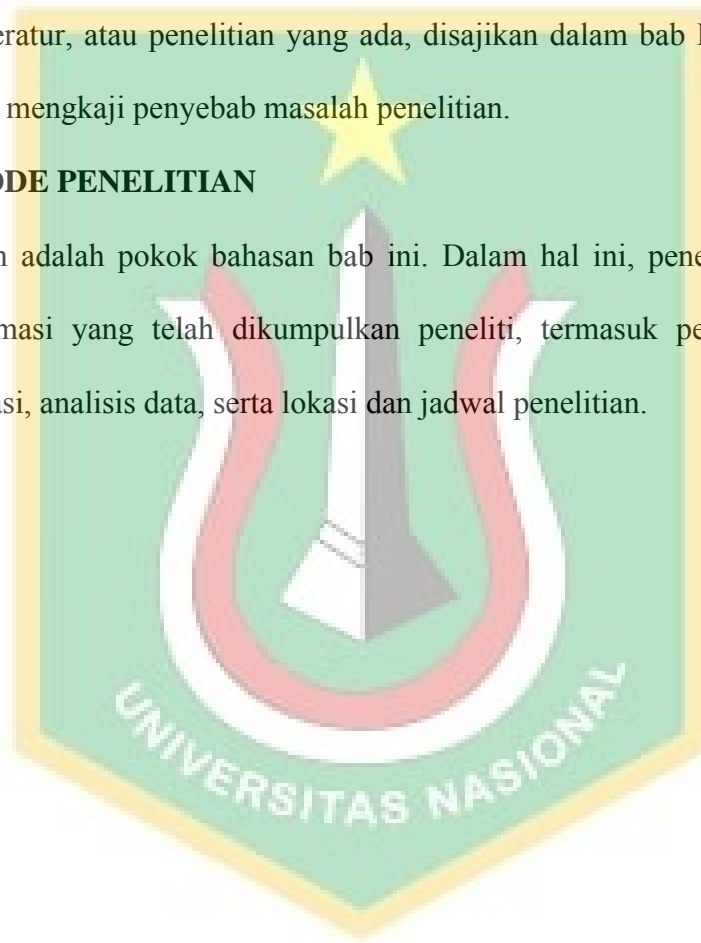 eratur, atau penelitian yang ada, disajikan dalam bab
mengkaji penyebab masalah penelitian.
ODE PENELITIAN
adalah pokok bahasan bab ini. Dalam hal ini, pene
masi yang telah dikumpulkan peneliti, termasuk pe
asi, analisis data, serta lokasi dan jadwal penelitian.
UNIVERSITAS NASIONAL